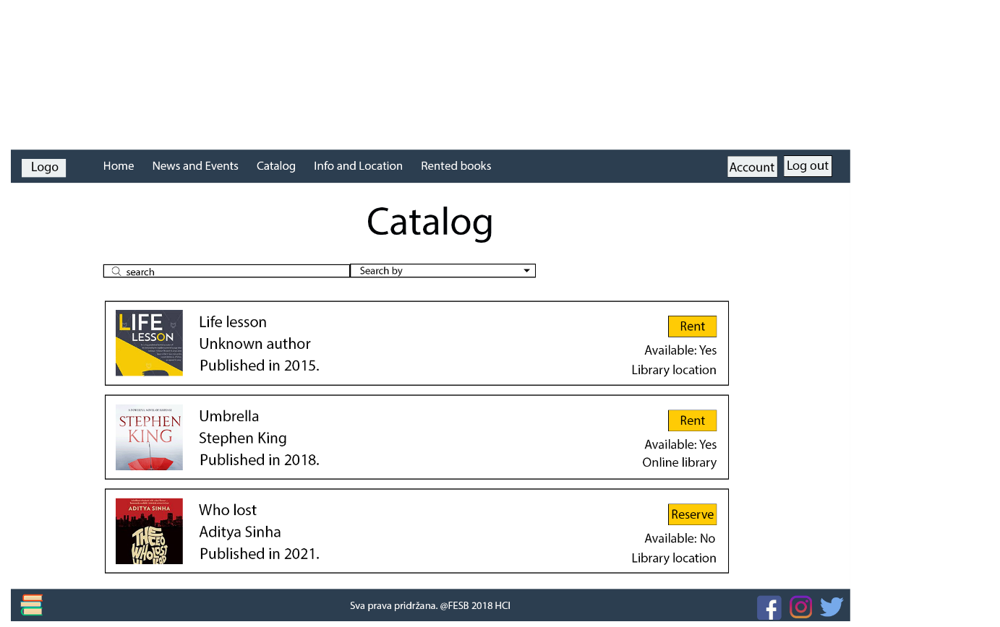 Logo
Home
News and Events
Catalog
Info and Location
Rented books
Account
Log out
Catalog
search
Search by
LIFE
LESSON
Life lesson
Unknown author
Published in 2015.
Rent
Available: Yes
Library location
A POWERFUL NOVEL OF SUSPENSE
STEPHEN
KING
Umbrella
Stephen King
Published in 2018.
Rent
Available: Yes
Online library
ADITYA SINHA
THE
CEO
WHO LOST
Who lost
Aditya Sinha
Published in 2021.
Reserve
Available: No
Library location
Sva prava pridržana. @FESB 2018 HCI